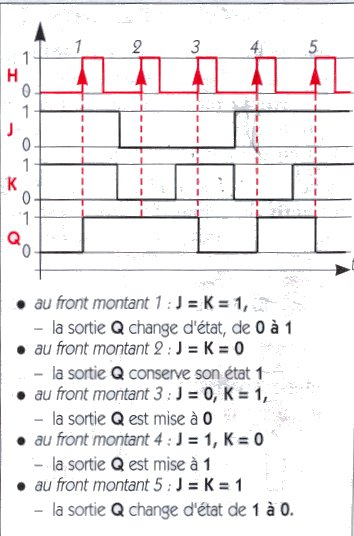 1 2 3 4 5
1
H
0
1
J
0
1
K
0
1
Q
0
t
• au front montant 1 : J = K = 1,
– la sortie Q change d'état, de 0 à 1
• au front montant 2 : J = K = 0
– la sortie Q conserve son état 1
• au front montant 3 : J = 0, K = 1,
– la sortie Q est mise à 0
• au front montant 4 : J = 1, K = 0
– la sortie Q est mise à 1
• au front montant 5 : J = K = 1
– la sortie Q change d'état de 1 à 0.